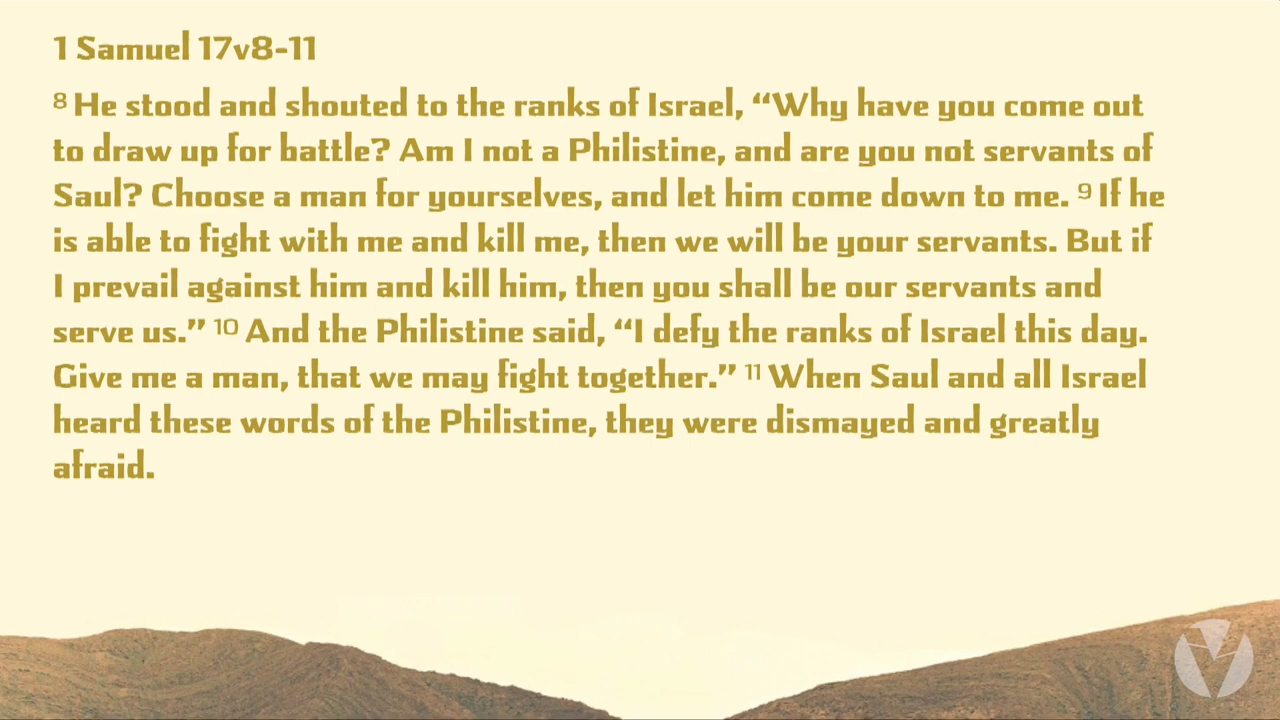 1 Samuel 17v8-11
8 He stood and shouted to the ranks of Israel, “Why have you come out
to draw up for battle? Am I not a Philistine, and are you not servants of
Saul? Choose a man for yourselves, and let him come down to me. 9 If he
is able to fight with me and kill me, then we will be your servants. But if
I prevail against him and kill him, then you shall be our servants and
serve us.” 10 And the Philistine said, “I defy the ranks of Israel this day.
Give me a man, that we may fight together.” 11 When Saul and all Israel
heard these words of the Philistine, they were dismayed and greatly
afraid.